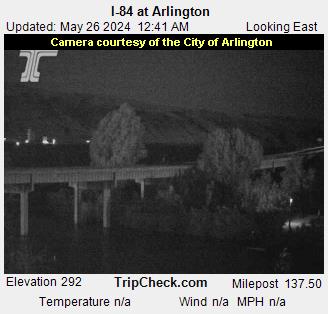 I-84 at Arlington
Updated: May 26 2024 12:41 AM Looking East
Camera courtesy of the City of Arlington
Elevation 292 TripCheck.com Milepost 137.50
Temperature n/a Wind n/a MPH n/a